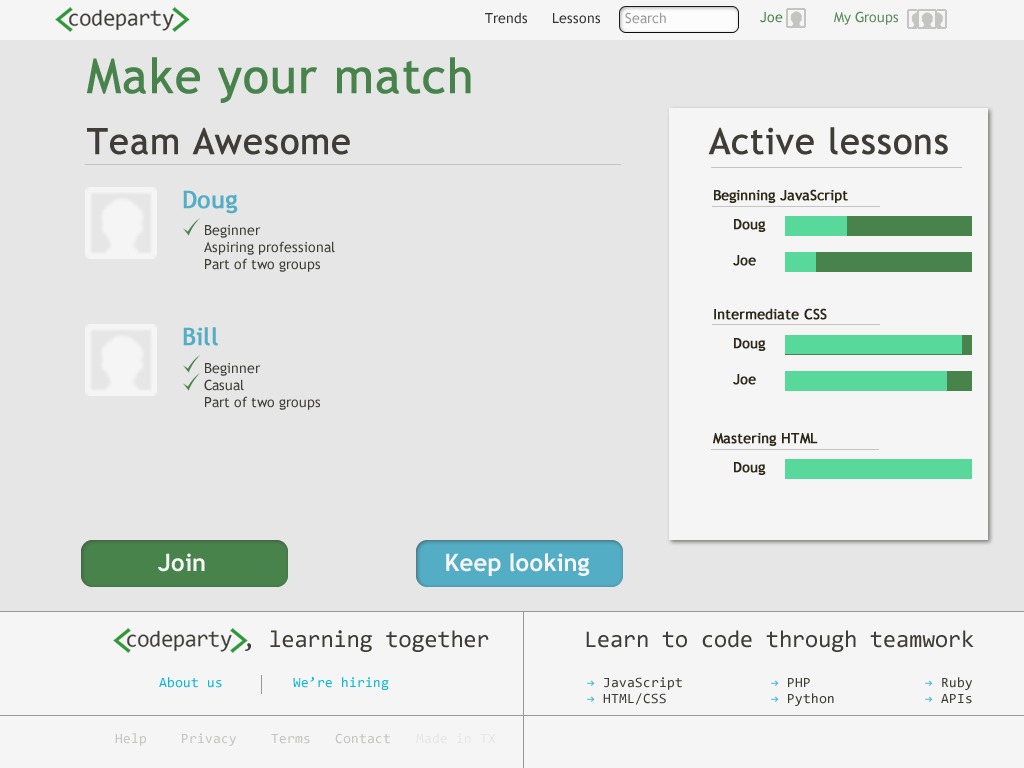 <codeparty>
Trends Lessons Search Joe My Groups
Make your match
Team Awesome
Doug
Beginner
Aspiring professional
Part of two groups
Bill
Beginner
Casual
Part of two groups
Join Keep looking
Active lessons
Beginning JavaScript
Doug
Joe
Intermediate CSS
Doug
Joe
Mastering HTML
Doug
<codeparty>, learning together
About us We're hiring
Learn to code through teamwork
→ JavaScript → PHP → Ruby
→ HTML/CSS → Python → APIs
Help Privacy Terms Contact Made in TX